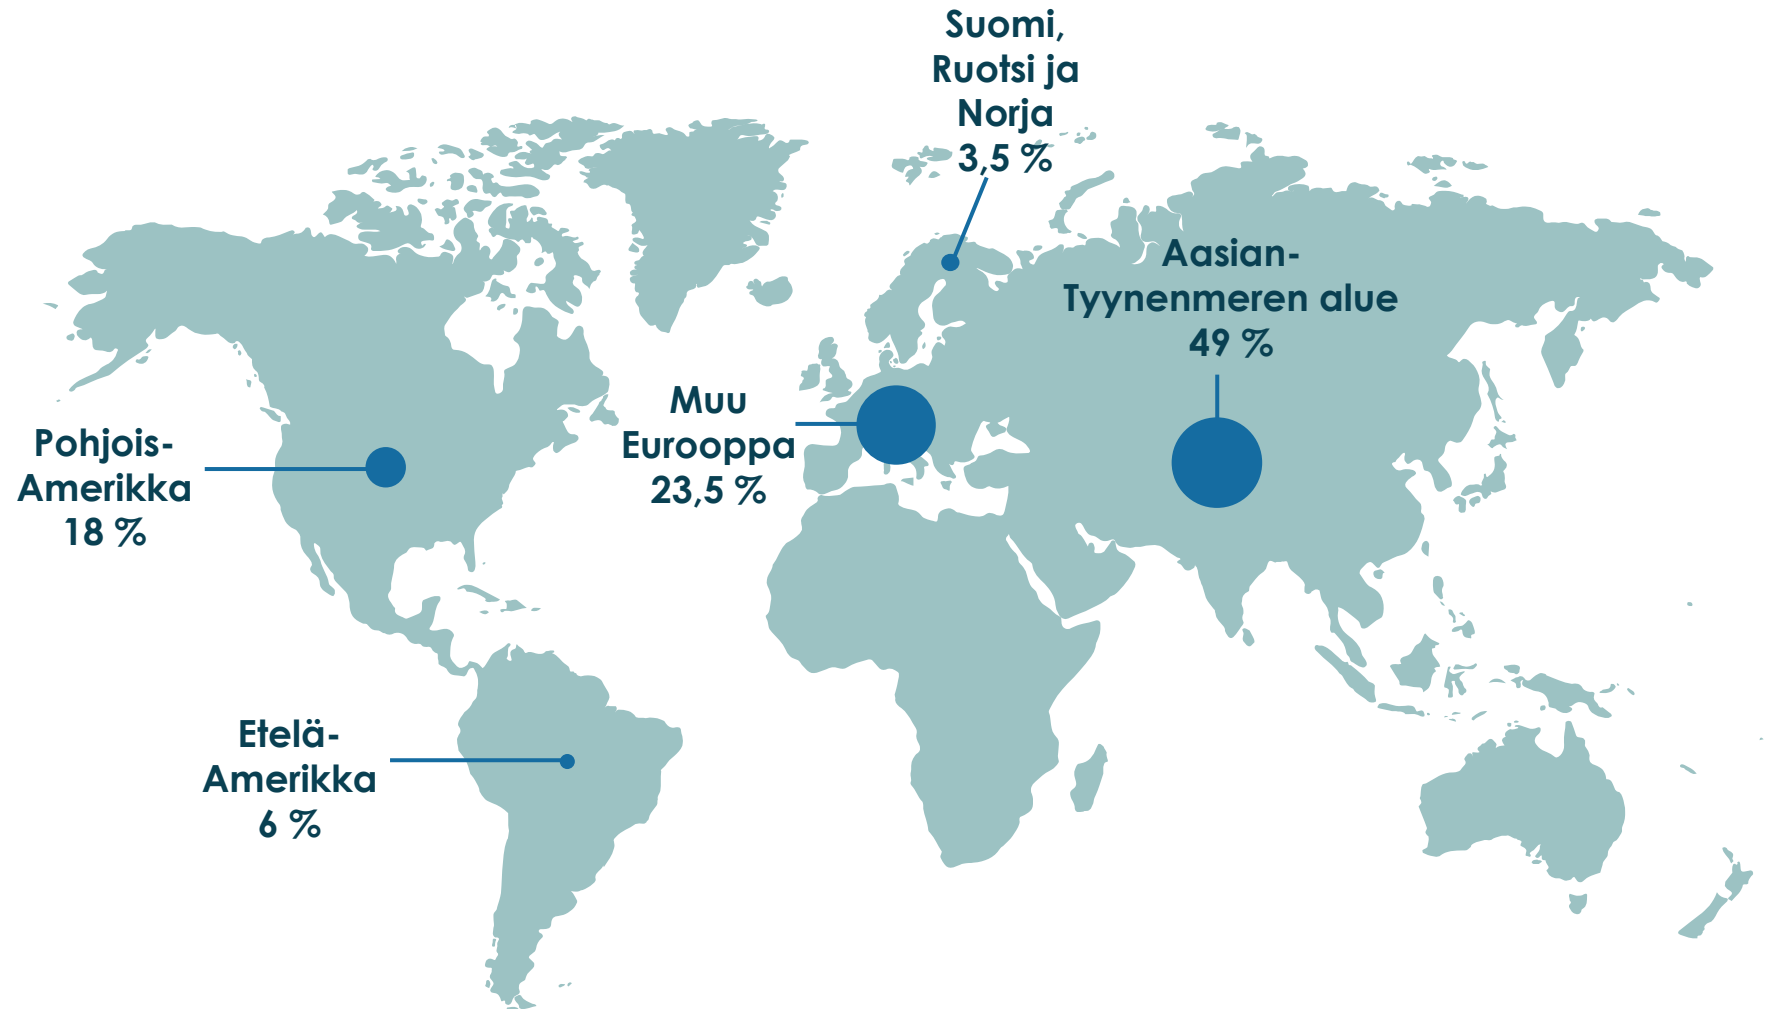 Suomi,
Ruotsi ja
Norja
3,5 %
Aasian-
Tyynenmeren alue
49 %
Muu
Eurooppa
23,5 %
Pohjois-
Amerikka
18 %
Etelä-
Amerikka
6 %